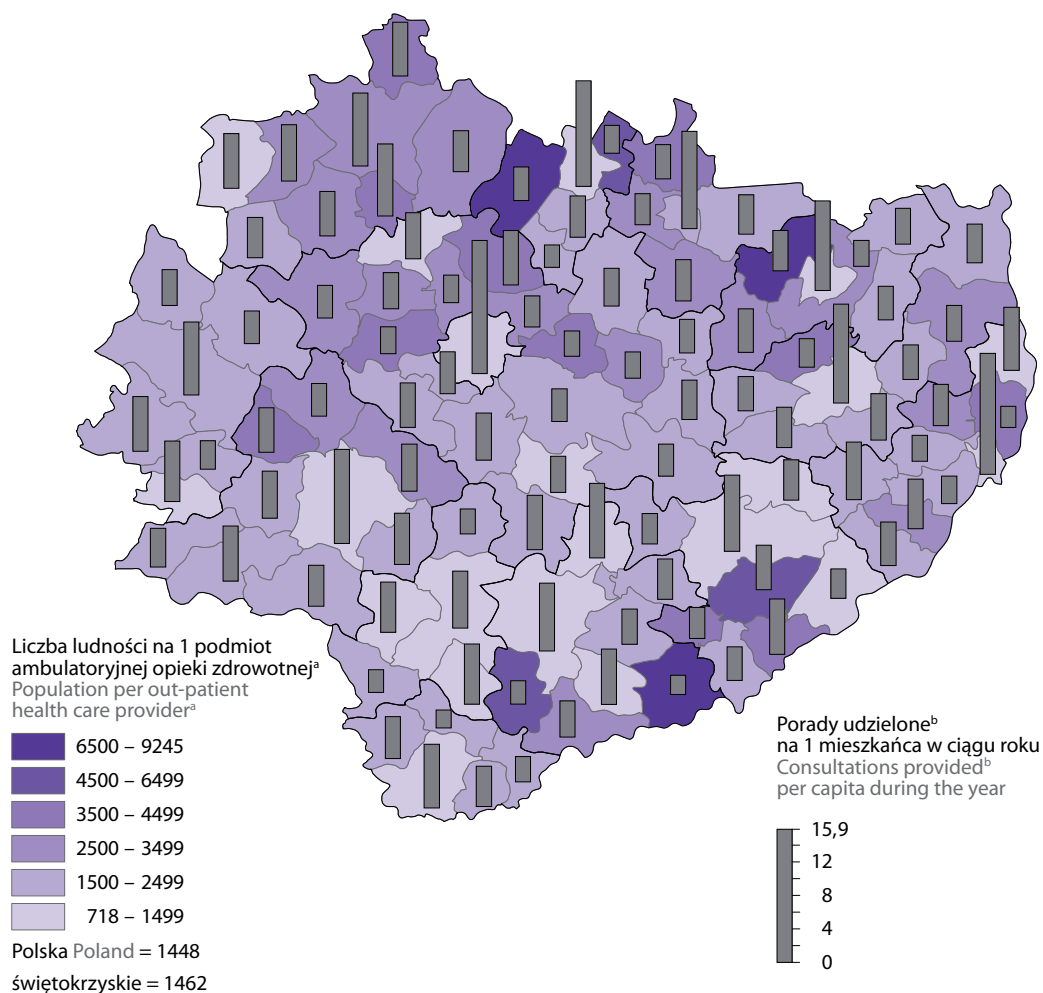 Liczba ludności na 1 podmiot
ambulatoryjnej opieki zdrowotnejᵃ
Population per out-patient
health care providerᵃ
6500 – 9245
4500 – 6499
3500 – 4499
2500 – 3499
1500 – 2499
718 – 1499
Polska Poland = 1448
świętokrzyskie = 1462
Porady udzieloneᵇ
na 1 mieszkańca w ciągu roku
Consultations providedᵇ
per capita during the year
15,9
12
8
4
0